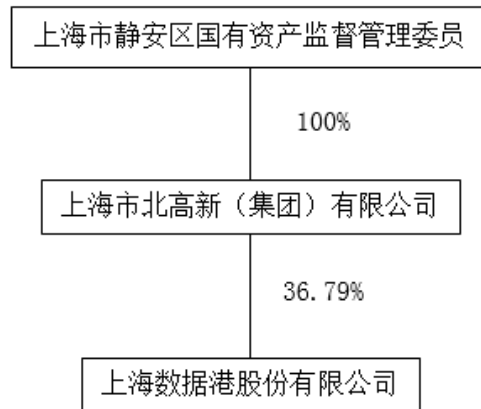 上海市静安区国有资产监督管理委员
100%
上海市北高新（集团）有限公司
36.79%
上海数据港股份有限公司